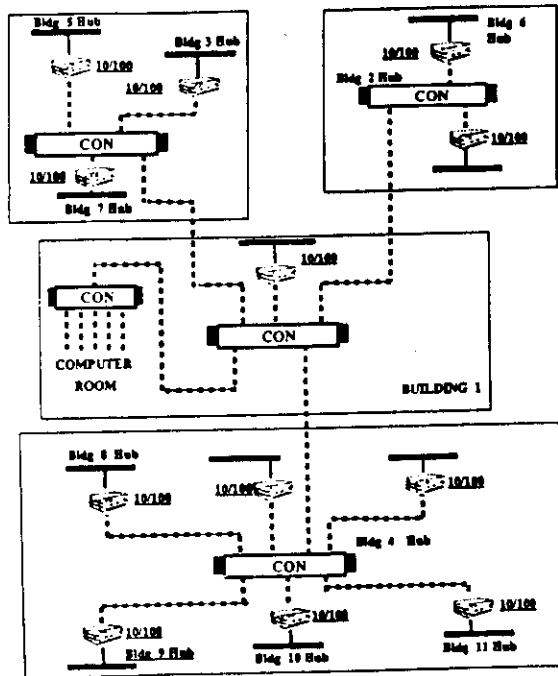 Bldg 5 Hub
10/100
Bldg 3 Hub
10/100
CON
10/100
Bldg 7 Hub
Bldg 6
Hub
10/100
Bldg 2 Hub
CON
10/100
10/100
CON
COMPUTER
ROOM
CON
BUILDING 1
Bldg 8 Hub
10/100
10/100
10/100
Bldg 4 Hub
CON
10/100
Bldg 9 Hub
10/100
Bldg 10 Hub
10/100
Bldg 11 Hub